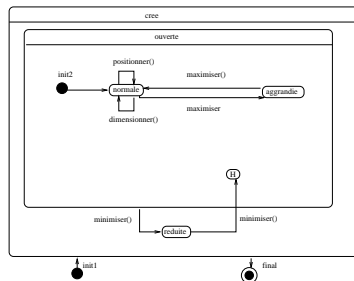 cree
ouverte
positionner()
init2
maximiser()
normale
aggrandie
maximiser
dimensionner()
H
minimiser()
minimiser()
reduite
init1
final